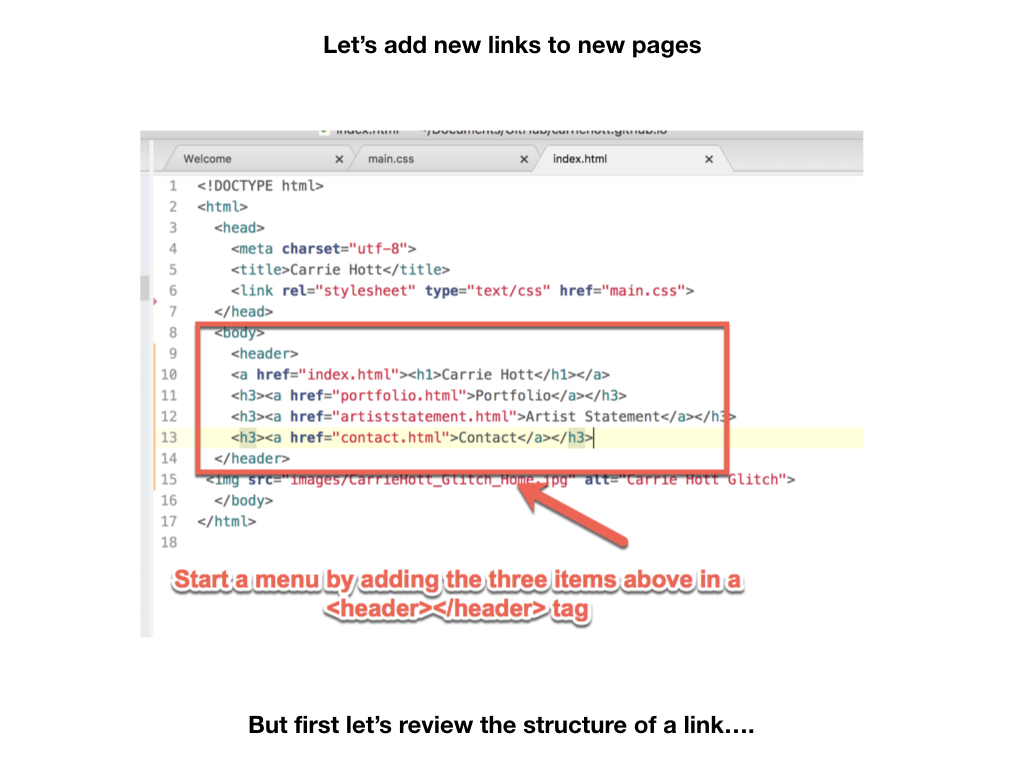 Let’s add new links to new pages
index.html ~/Documents/GitHub/carriehott.github.io
Welcome × main.css × index.html ×
1 <!DOCTYPE html>
2 <html>
3 <head>
4 <meta charset="utf-8">
5 <title>Carrie Hott</title>
6 <link rel="stylesheet" type="text/css" href="main.css">
7 </head>
8 <body>
9 <header>
10 <a href="index.html"><h1>Carrie Hott</h1></a>
11 <h3><a href="portfolio.html">Portfolio</a></h3>
12 <h3><a href="artiststatement.html">Artist Statement</a></h3>
13 <h3><a href="contact.html">Contact</a></h3>
14 </header>
15 <img src="images/CarrieHott_Glitch_Home.jpg" alt="Carrie Hott Glitch">
16 </body>
17 </html>
18
Start a menu by adding the three items above in a
<header></header> tag
But first let’s review the structure of a link….